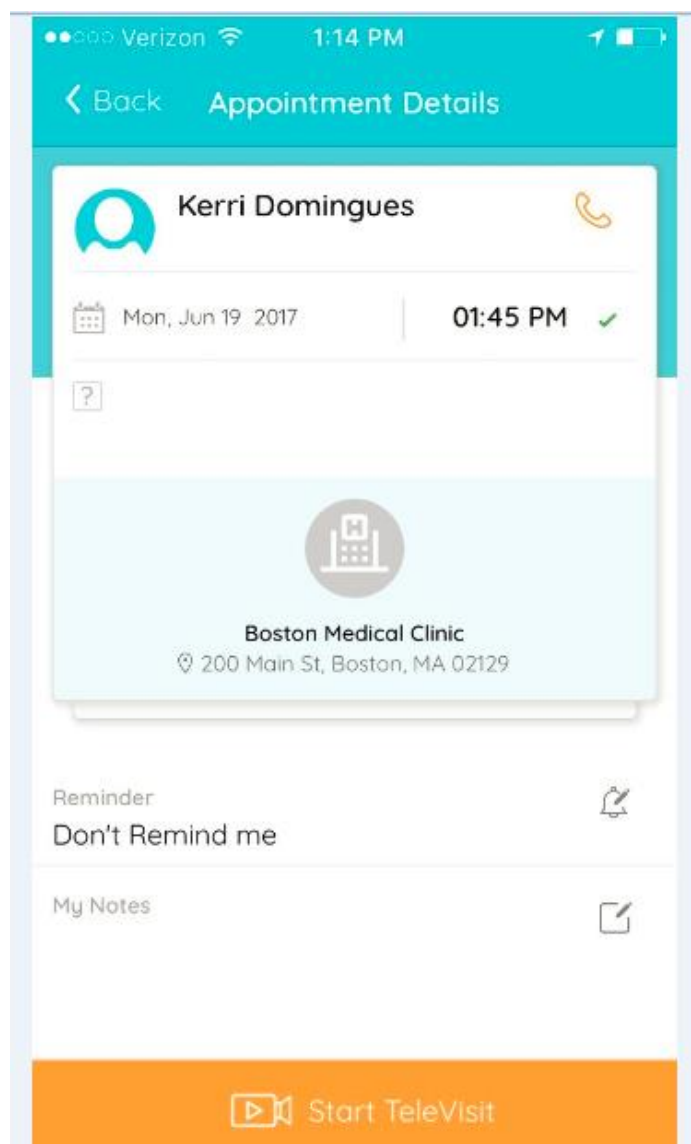 Verizon 1:14 PM
Back Appointment Details
Kerri Domingues
Mon, Jun 19 2017 01:45 PM
?
H
Boston Medical Clinic
200 Main St, Boston, MA 02129
Reminder
Don't Remind me
My Notes
Start TeleVisit